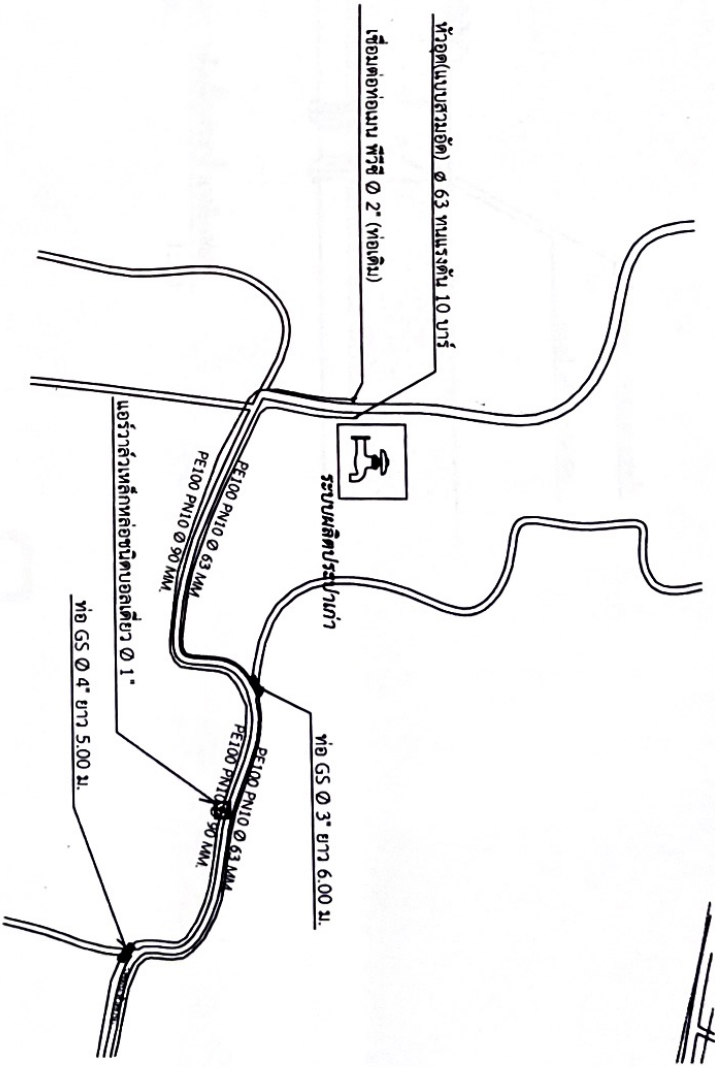 หัวอุด(แบบสวมอัด) ø 63 ทนแรงดัน 10 บาร์
เชื่อมต่อท่อเมน พีวีซี Ø 2" (ท่อเดิม)
ระบบผลิตประปาเก่า
PE100 PN10 Ø 63 MM
PE100 PN10 Ø 90 MM.
ท่อ GS Ø 3" ยาว 6.00 ม.
PE100 PN10 Ø 63 MM
PE100 PN10 Ø 90 MM.
แอร์วาล์วเหล็กหล่อชนิดบอลเดี่ยว Ø 1"
ท่อ GS Ø 4" ยาว 5.00 ม.